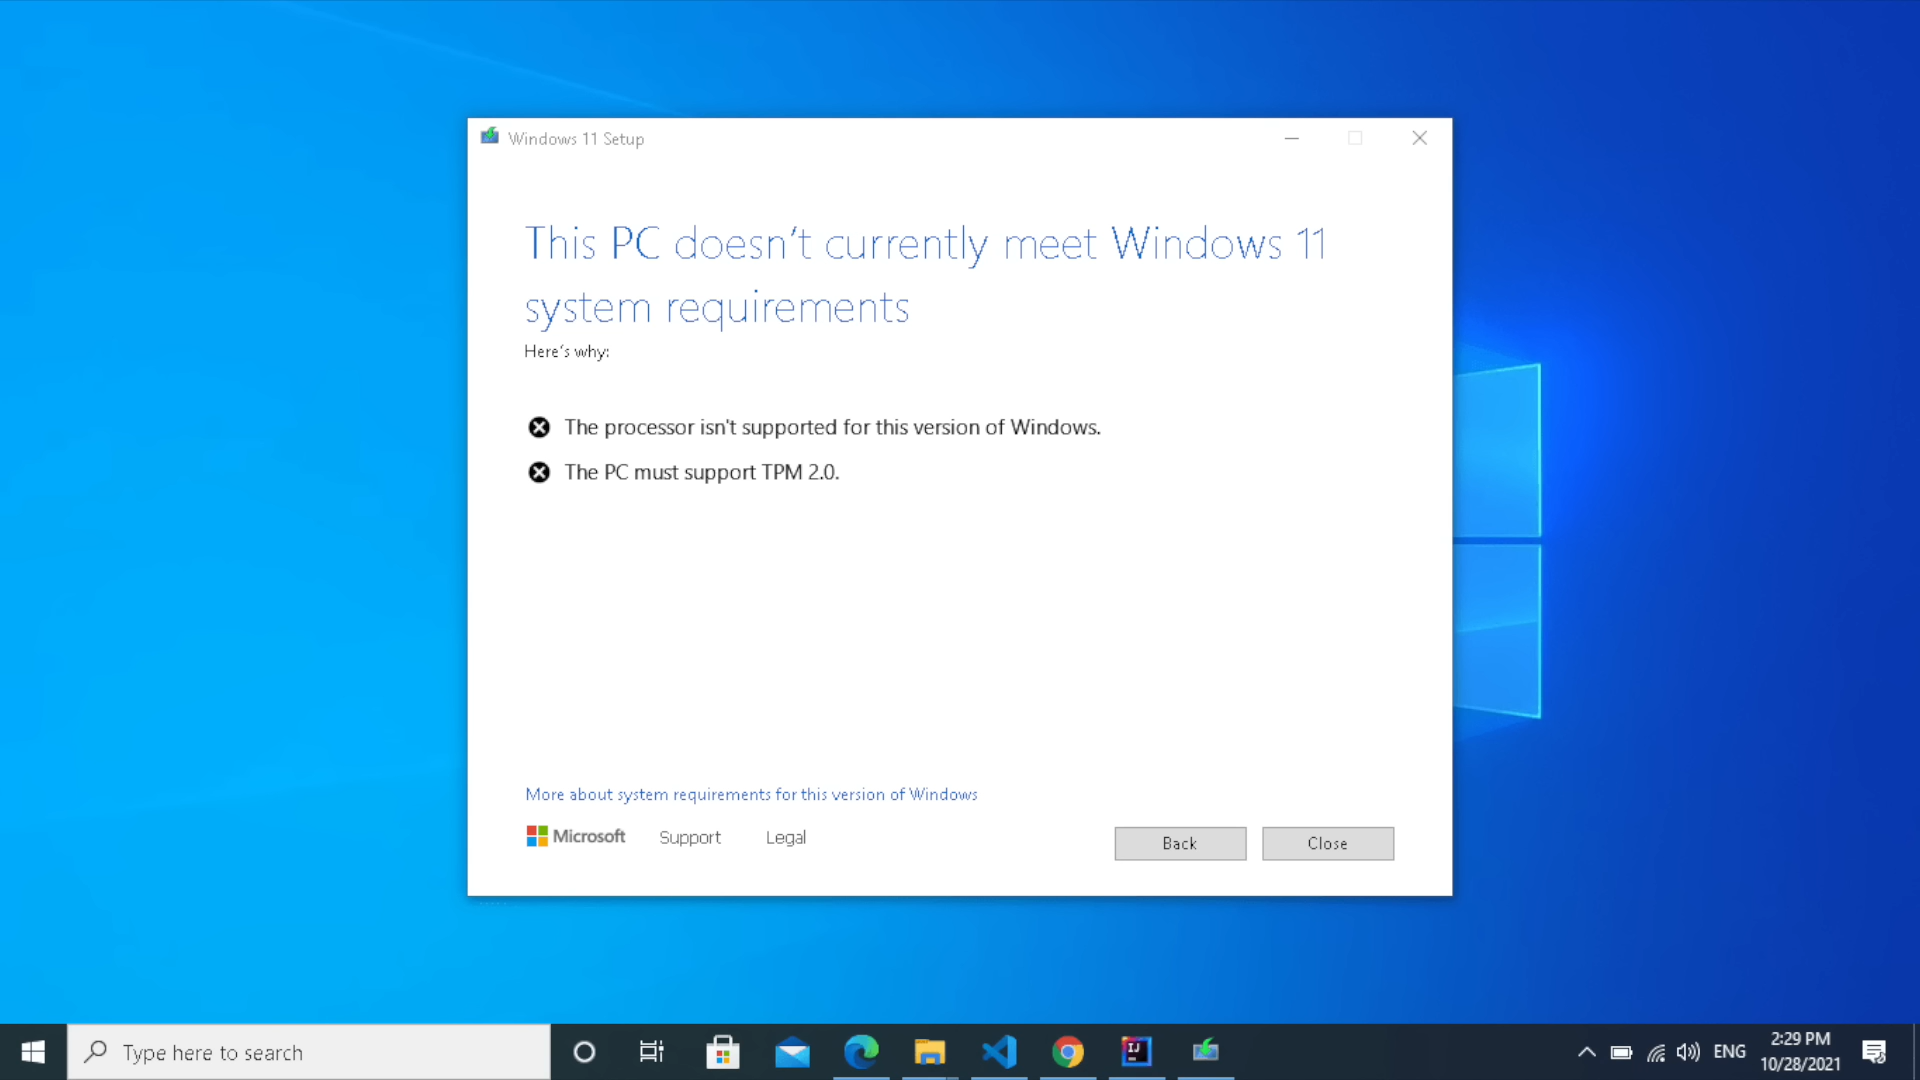 Windows 11 Setup
This PC doesn't currently meet Windows 11
system requirements
Here's why:
The processor isn't supported for this version of Windows.
The PC must support TPM 2.0.
More about system requirements for this version of Windows
Microsoft Support Legal
Back Close
Type here to search
IJ
ENG
2:29 PM
10/28/2021